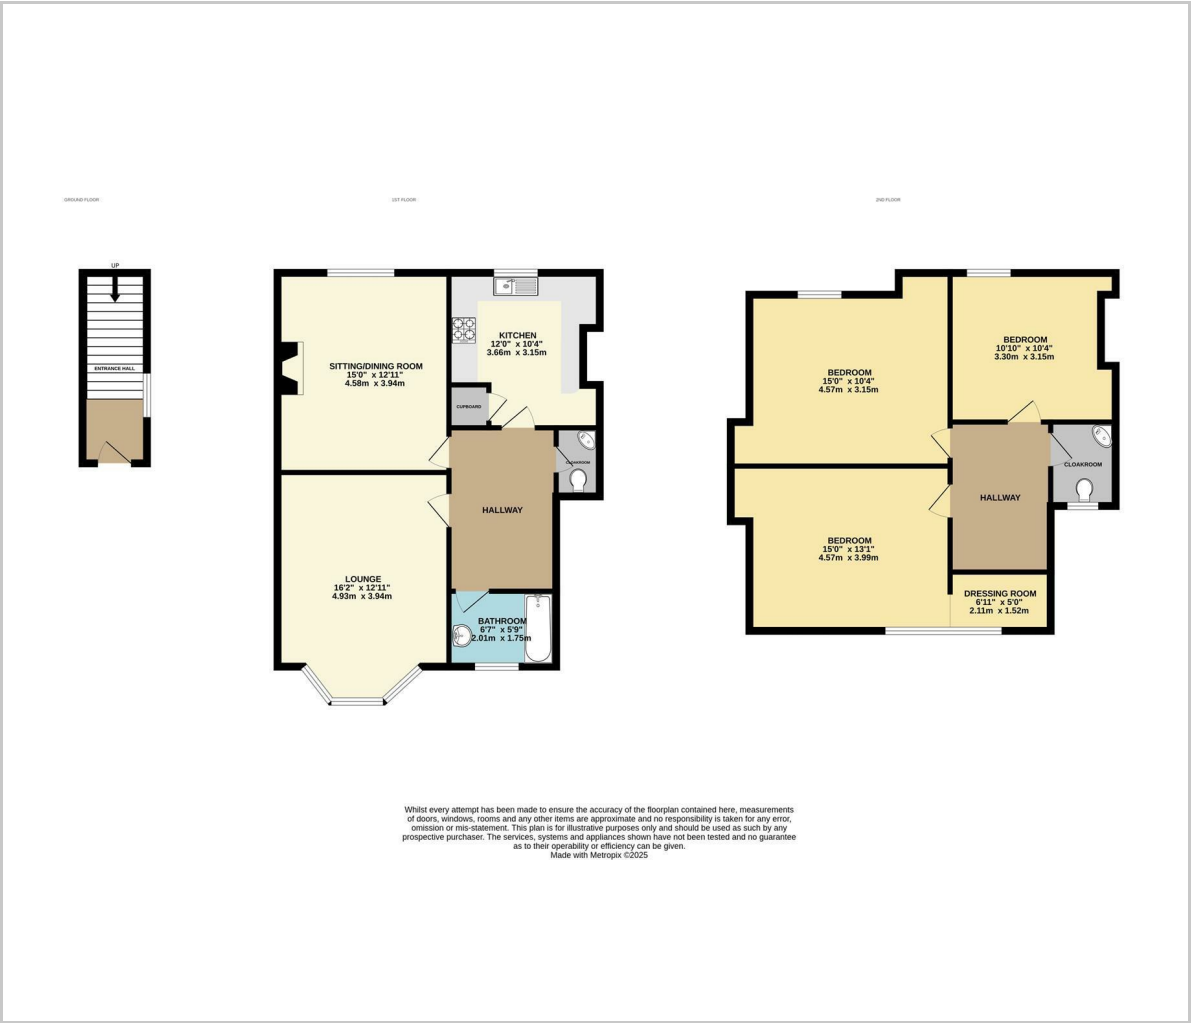 GROUND FLOOR
1ST FLOOR
2ND FLOOR
UP
ENTRANCE HALL
SITTING/DINING ROOM
15'0" x 12'11"
4.58m x 3.94m
KITCHEN
12'0" x 10'4"
3.66m x 3.15m
CUPBOARD
CLOAKROOM
HALLWAY
LOUNGE
16'2" x 12'11"
4.93m x 3.94m
BATHROOM
6'7" x 5'9"
2.01m x 1.75m
BEDROOM
15'0" x 10'4"
4.57m x 3.15m
BEDROOM
10'10" x 10'4"
3.30m x 3.15m
CLOAKROOM
HALLWAY
BEDROOM
15'0" x 13'1"
4.57m x 3.99m
DRESSING ROOM
6'11" x 5'0"
2.11m x 1.52m
Whilst every attempt has been made to ensure the accuracy of the floorplan contained here, measurements
of doors, windows, rooms and any other items are approximate and no responsibility is taken for any error,
omission or mis-statement. This plan is for illustrative purposes only and should be used as such by any
prospective purchaser. The services, systems and appliances shown have not been tested and no guarantee
as to their operability or efficiency can be given.
Made with Metropix ©2025